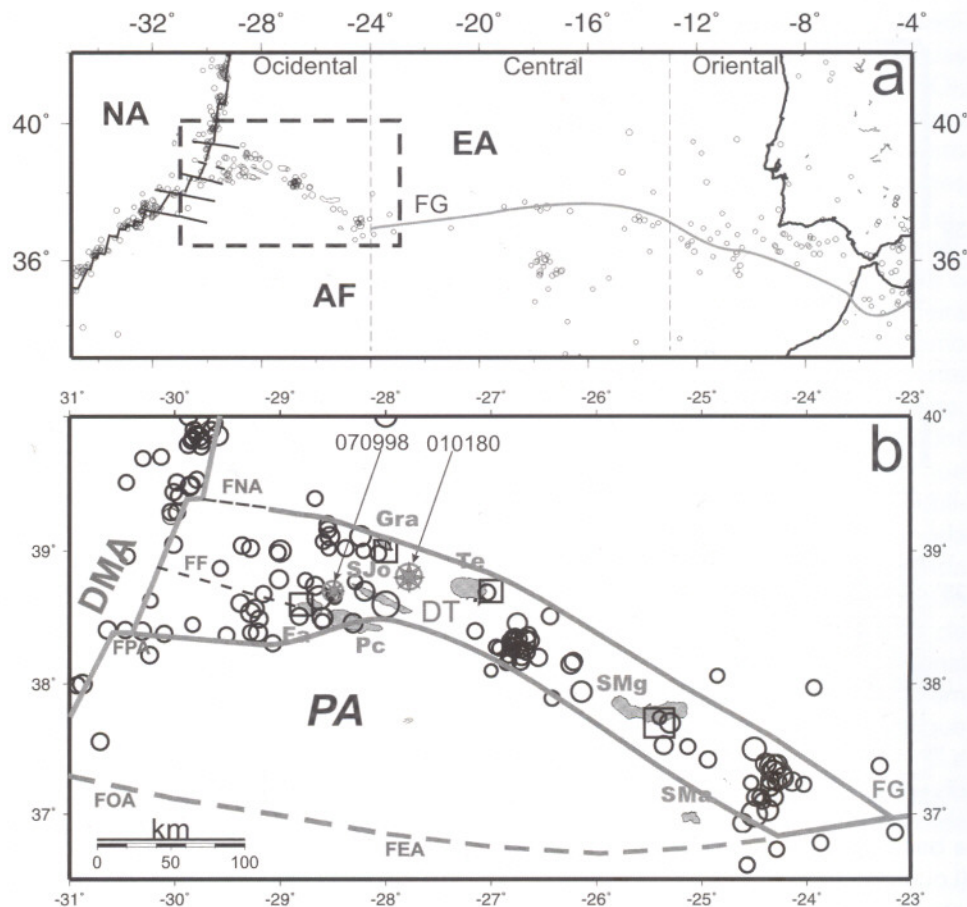 -32° -28° -24° -20° -16° -12° -8° -4°
Ocidental Central Oriental a
NA
40° 40°
EA
FG
36° 36°
AF
-31 -30° -29° -28° -27° -26° -25° -24° -23°
40° 40°
070998 010180 b
FNA
Gra
39° 39°
DMA FF SJo Te
DT
Fa
FPA Pc
38° 38°
PA SMg
SMa FG
37° 37°
FOA
km
FEA
0 50 100
-31 -30° -29° -28° -27° -26° -25° -24° -23